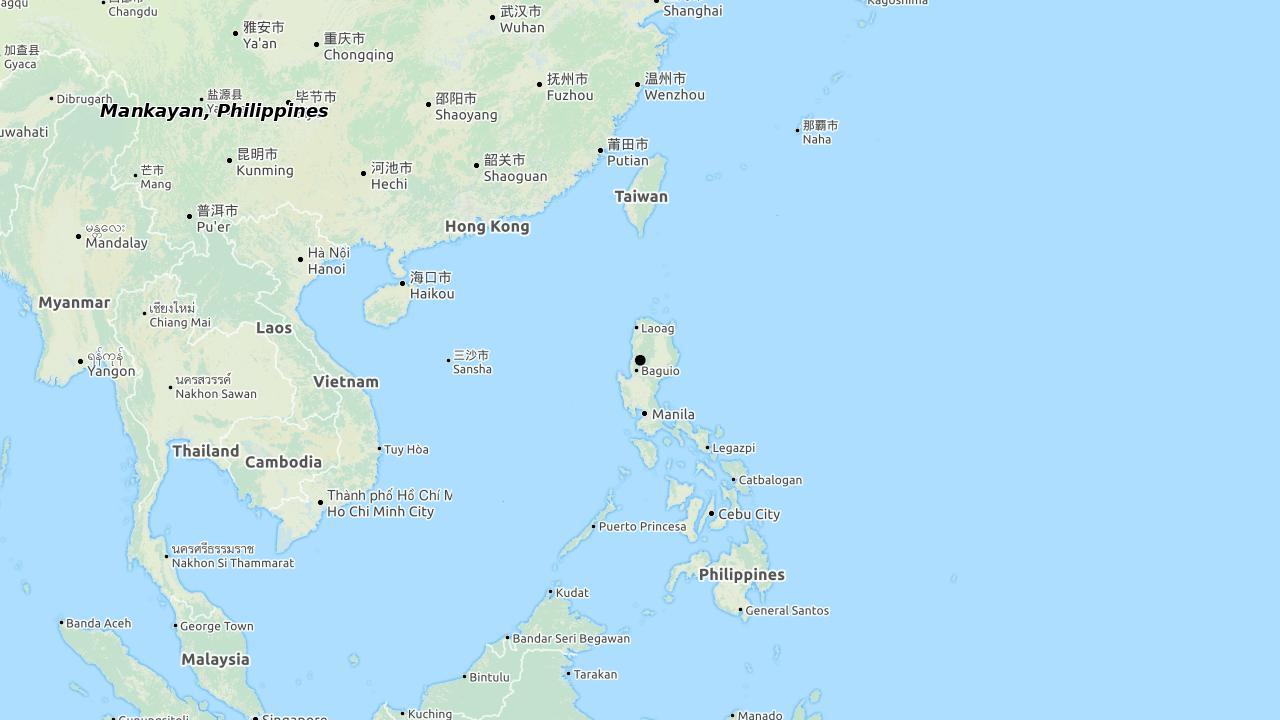 Changdu
Shanghai
武汉市
Wuhan
雅安市
Ya'an
重庆市
Chongqing
加查县
Gyaca
抚州市
Fuzhou
温州市
Wenzhou
Dibrugarh
盐源县
毕节市
邵阳市
Shaoyang
Mankayan, Philippines
那霸市
Naha
莆田市
Putian
昆明市
Kunming
河池市
Hechi
韶关市
Shaoguan
芒市
Mang
Taiwan
普洱市
Pu'er
Hong Kong
မန္တလေး
Mandalay
Hà Nội
Hanoi
海口市
Haikou
Myanmar
เชียงใหม่
Chiang Mai
Laos
Laoag
三沙市
Sansha
ရန်ကုန်
Yangon
Baguio
นครสวรรค์
Nakhon Sawan
Vietnam
Manila
Thailand
Cambodia
Tuy Hòa
Legazpi
Catbalogan
Thành phố Hồ Chí M
Ho Chi Minh City
Cebu City
Puerto Princesa
นครศรีธรรมราช
Nakhon Si Thammarat
Philippines
Kudat
General Santos
Banda Aceh
George Town
Bandar Seri Begawan
Malaysia
Bintulu
Tarakan
Kuching
Manado
Singapore